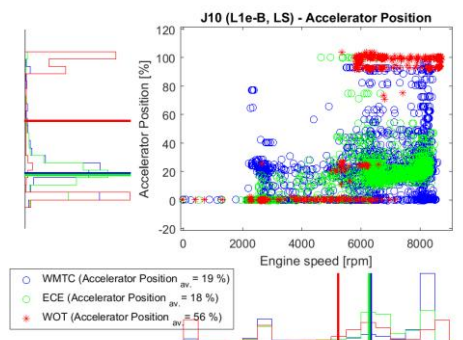 J10 (L1e-B, LS) - Accelerator Position
Accelerator Position [%]
120
100
80
60
40
20
0
-20
0 2000 4000 6000 8000
Engine speed [rpm]
WMTC (Accelerator Position av. = 19 %)
ECE (Accelerator Position av. = 18 %)
WOT (Accelerator Position av. = 56 %)